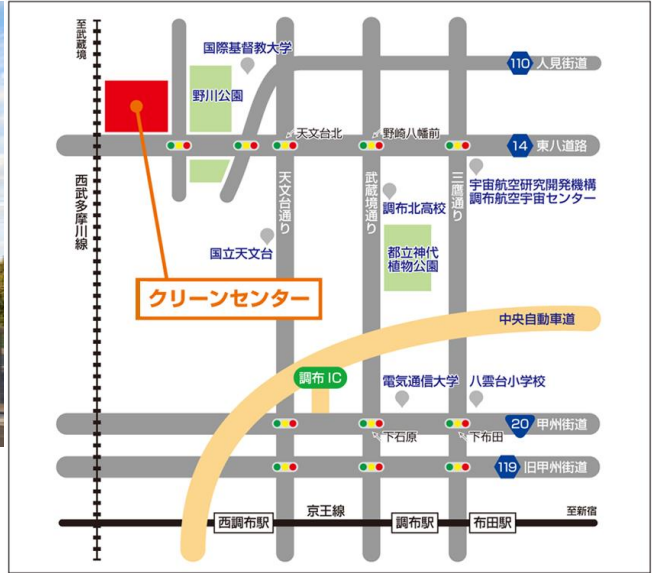 至武蔵境
国際基督教大学
110 人見街道
野川公園
天文台北
野崎八幡前
14 東八道路
西武多摩川線
天文台通り
武蔵境通り
三鷹通り
宇宙航空研究開発機構
調布航空宇宙センター
調布北高校
国立天文台
都立神代
植物公園
クリーンセンター
中央自動車道
調布IC
電気通信大学
八雲台小学校
20 甲州街道
下石原
下布田
119 旧甲州街道
京王線
至新宿
西調布駅
調布駅
布田駅